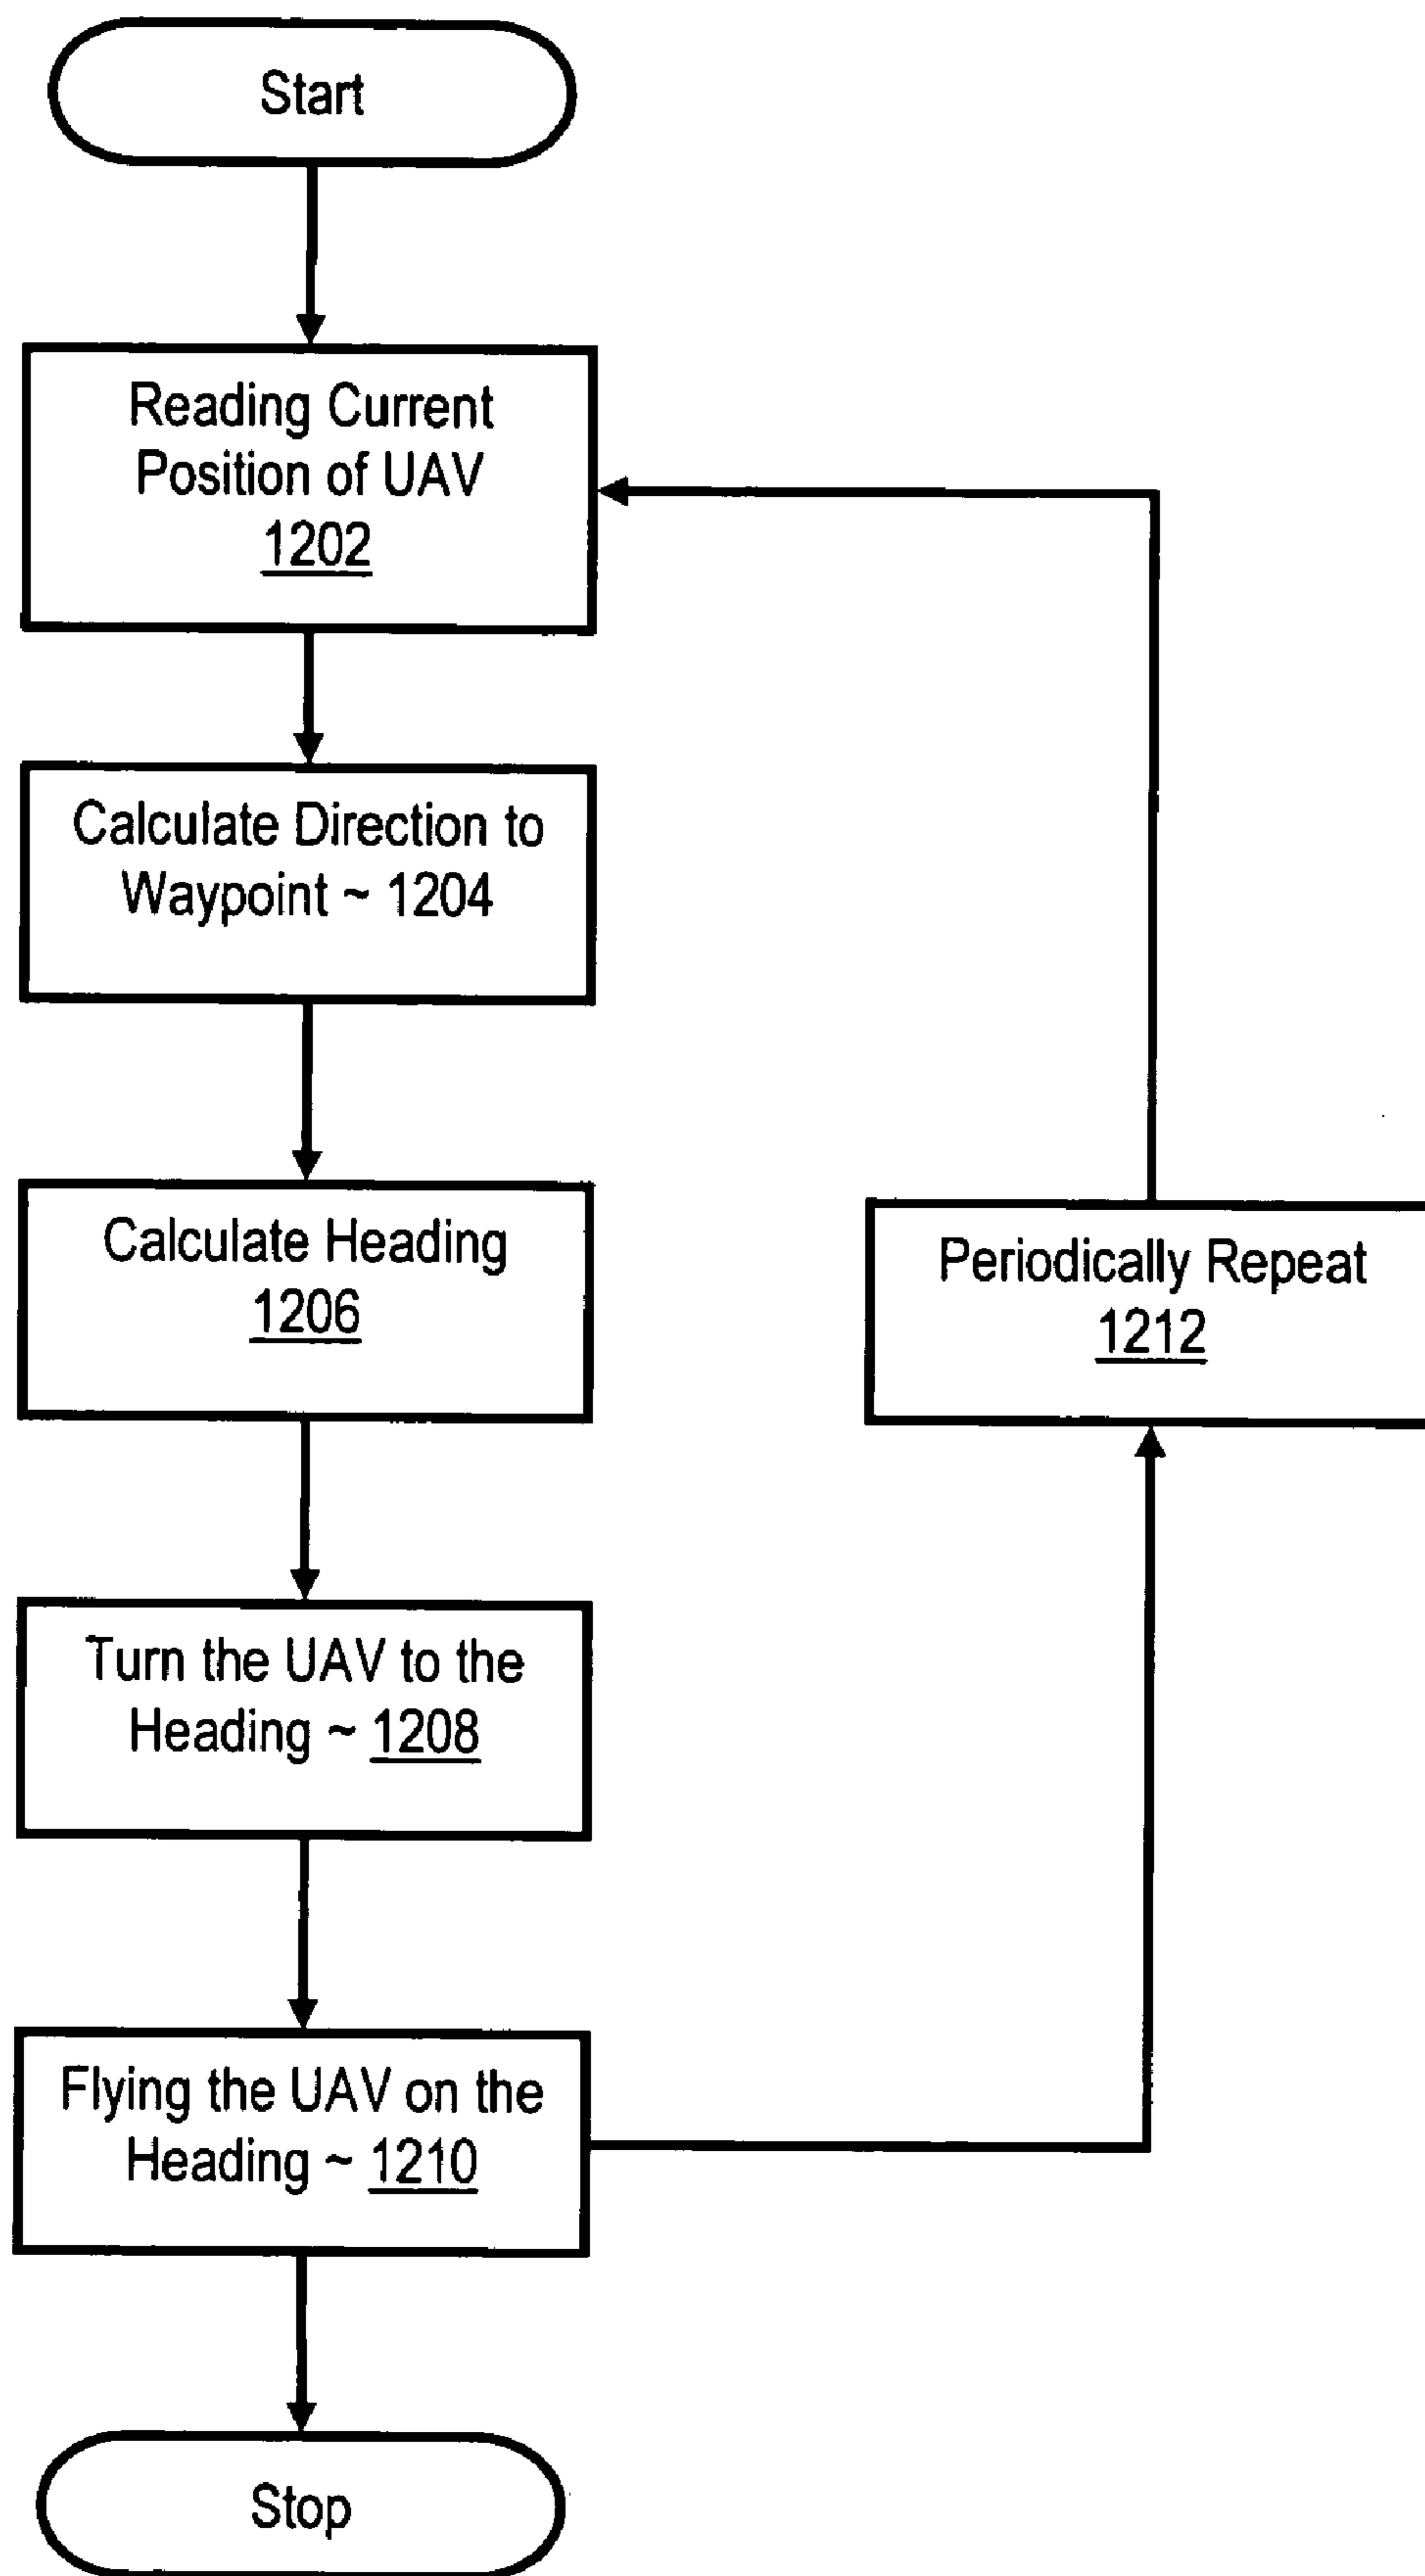 Start
Reading Current
Position of UAV
1202
Calculate Direction to
Waypoint ~ 1204
Calculate Heading
1206
Periodically Repeat
1212
Turn the UAV to the
Heading ~ 1208
Flying the UAV on the
Heading ~ 1210
Stop